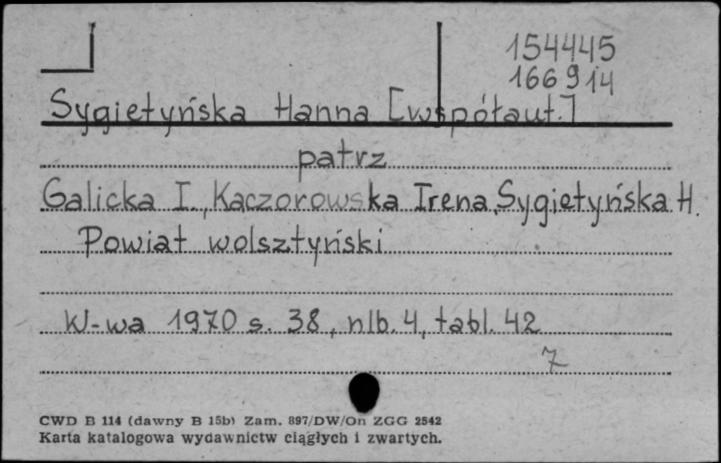 154445
166914
Sygietyńska Hanna [współaut.]
patrz
Galicka I., Kaczorowska Irena, Sygietyńska H.
Powiat wolsztyński
W-wa 1970 s. 38, nlb. 4, tabl. 42
7
CWD B 114 (dawny B 15b) Zam. 897/DW/On ZGG 2542
Karta katalogowa wydawnictw ciągłych i zwartych.